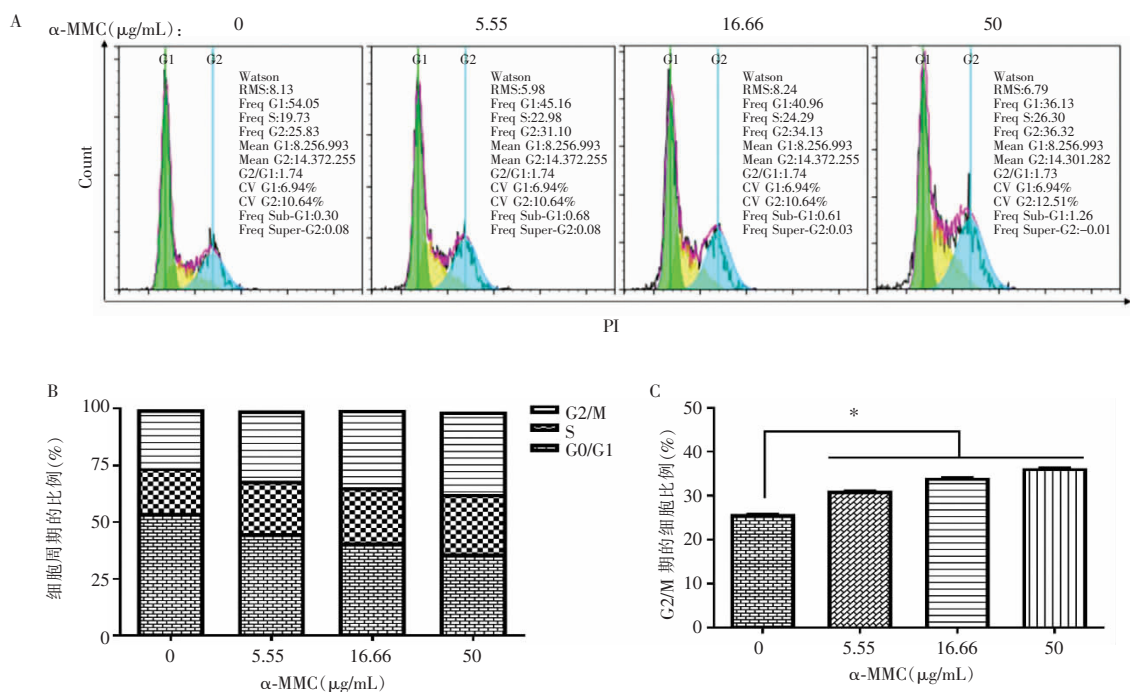 A
α-MMC(μg/mL): 0 5.55 16.66 50
G1 G2
Watson
RMS:8.13
Freq G1:54.05
Freq S:19.73
Freq G2:25.83
Mean G1:8.256.993
Mean G2:14.372.255
G2/G1:1.74
CV G1:6.94%
CV G2:10.64%
Freq Sub-G1:0.30
Freq Super-G2:0.08
G1 G2
Watson
RMS:5.98
Freq G1:45.16
Freq S:22.98
Freq G2:31.10
Mean G1:8.256.993
Mean G2:14.372.255
G2/G1:1.74
CV G1:6.94%
CV G2:10.64%
Freq Sub-G1:0.68
Freq Super-G2:0.08
G1 G2
Watson
RMS:8.24
Freq G1:40.96
Freq S:24.29
Freq G2:34.13
Mean G1:8.256.993
Mean G2:14.372.255
G2/G1:1.74
CV G1:6.94%
CV G2:10.64%
Freq Sub-G1:0.61
Freq Super-G2:0.03
G1 G2
Watson
RMS:6.79
Freq G1:36.13
Freq S:26.30
Freq G2:36.32
Mean G1:8.256.993
Mean G2:14.301.282
G2/G1:1.73
CV G1:6.94%
CV G2:12.51%
Freq Sub-G1:1.26
Freq Super-G2:-0.01
Count
PI
B
细胞周期的比例(%)
100
75
50
25
0
0 5.55 16.66 50
α-MMC(μg/mL)
G2/M
S
G0/G1
C
G2/M 期的细胞比例(%)
50
40
30
20
10
0
*
0 5.55 16.66 50
α-MMC(μg/mL)